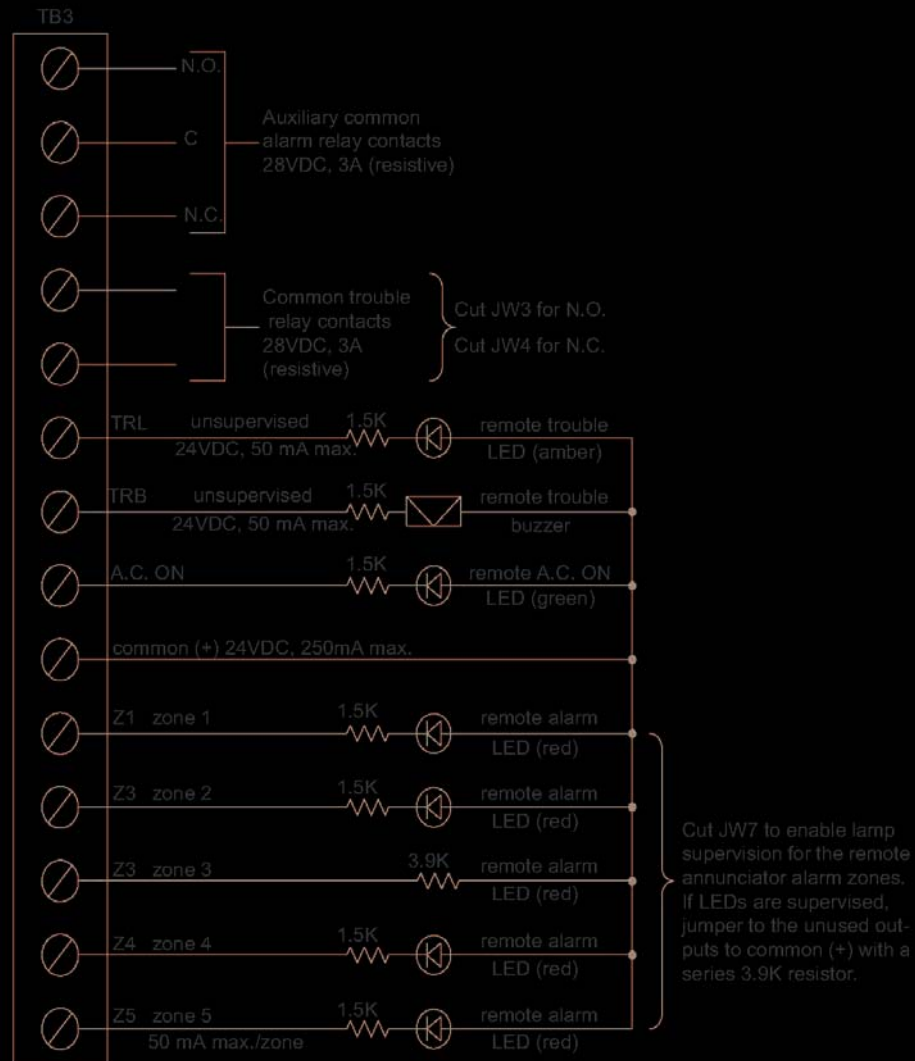 TB3
N.O.
C
N.C.
Auxiliary common
alarm relay contacts
28VDC, 3A (resistive)
Common trouble
relay contacts
28VDC, 3A
(resistive)
Cut JW3 for N.O.
Cut JW4 for N.C.
TRL unsupervised 1.5K remote trouble
24VDC, 50 mA max. LED (amber)
TRB unsupervised 1.5K remote trouble
24VDC, 50 mA max. buzzer
A.C. ON 1.5K remote A.C. ON
LED (green)
common (+) 24VDC, 250mA max.
Z1 zone 1 1.5K remote alarm
LED (red)
Z3 zone 2 1.5K remote alarm
LED (red)
Z3 zone 3 3.9K remote alarm
LED (red)
Z4 zone 4 1.5K remote alarm
LED (red)
Z5 zone 5 1.5K remote alarm
50 mA max./zone LED (red)
Cut JW7 to enable lamp
supervision for the remote
annunciator alarm zones.
If LEDs are supervised,
jumper to the unused out-
puts to common (+) with a
series 3.9K resistor.